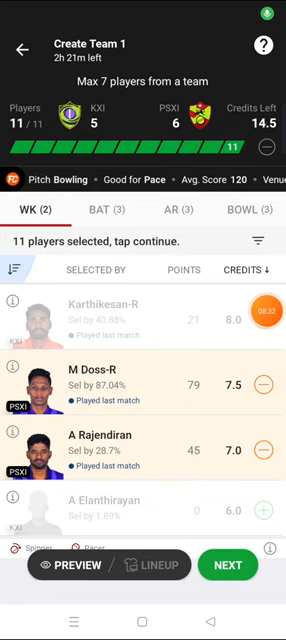 Create Team 1
2h 21m left
?
Max 7 players from a team
Players
11 / 11
KXI
5
PSXI
6
Credits Left
14.5
11
FC Pitch Bowling • Good for Pace • Avg. Score 120 • Venue
WK (2) BAT (3) AR (3) BOWL (3)
11 players selected, tap continue.
SELECTED BY POINTS CREDITS ↓
Karthikesan-R
Sel by 40.88% 21 8.0
KXI
08:32
M Doss-R
Sel by 87.04% 79 7.5
Played last match
PSXI
A Rajendiran
Sel by 28.7% 45 7.0
Played last match
PSXI
A Elanthirayan
Sel by 1.89% 0 6.0
KXI
Spinner Pacer
PREVIEW / LINEUP NEXT